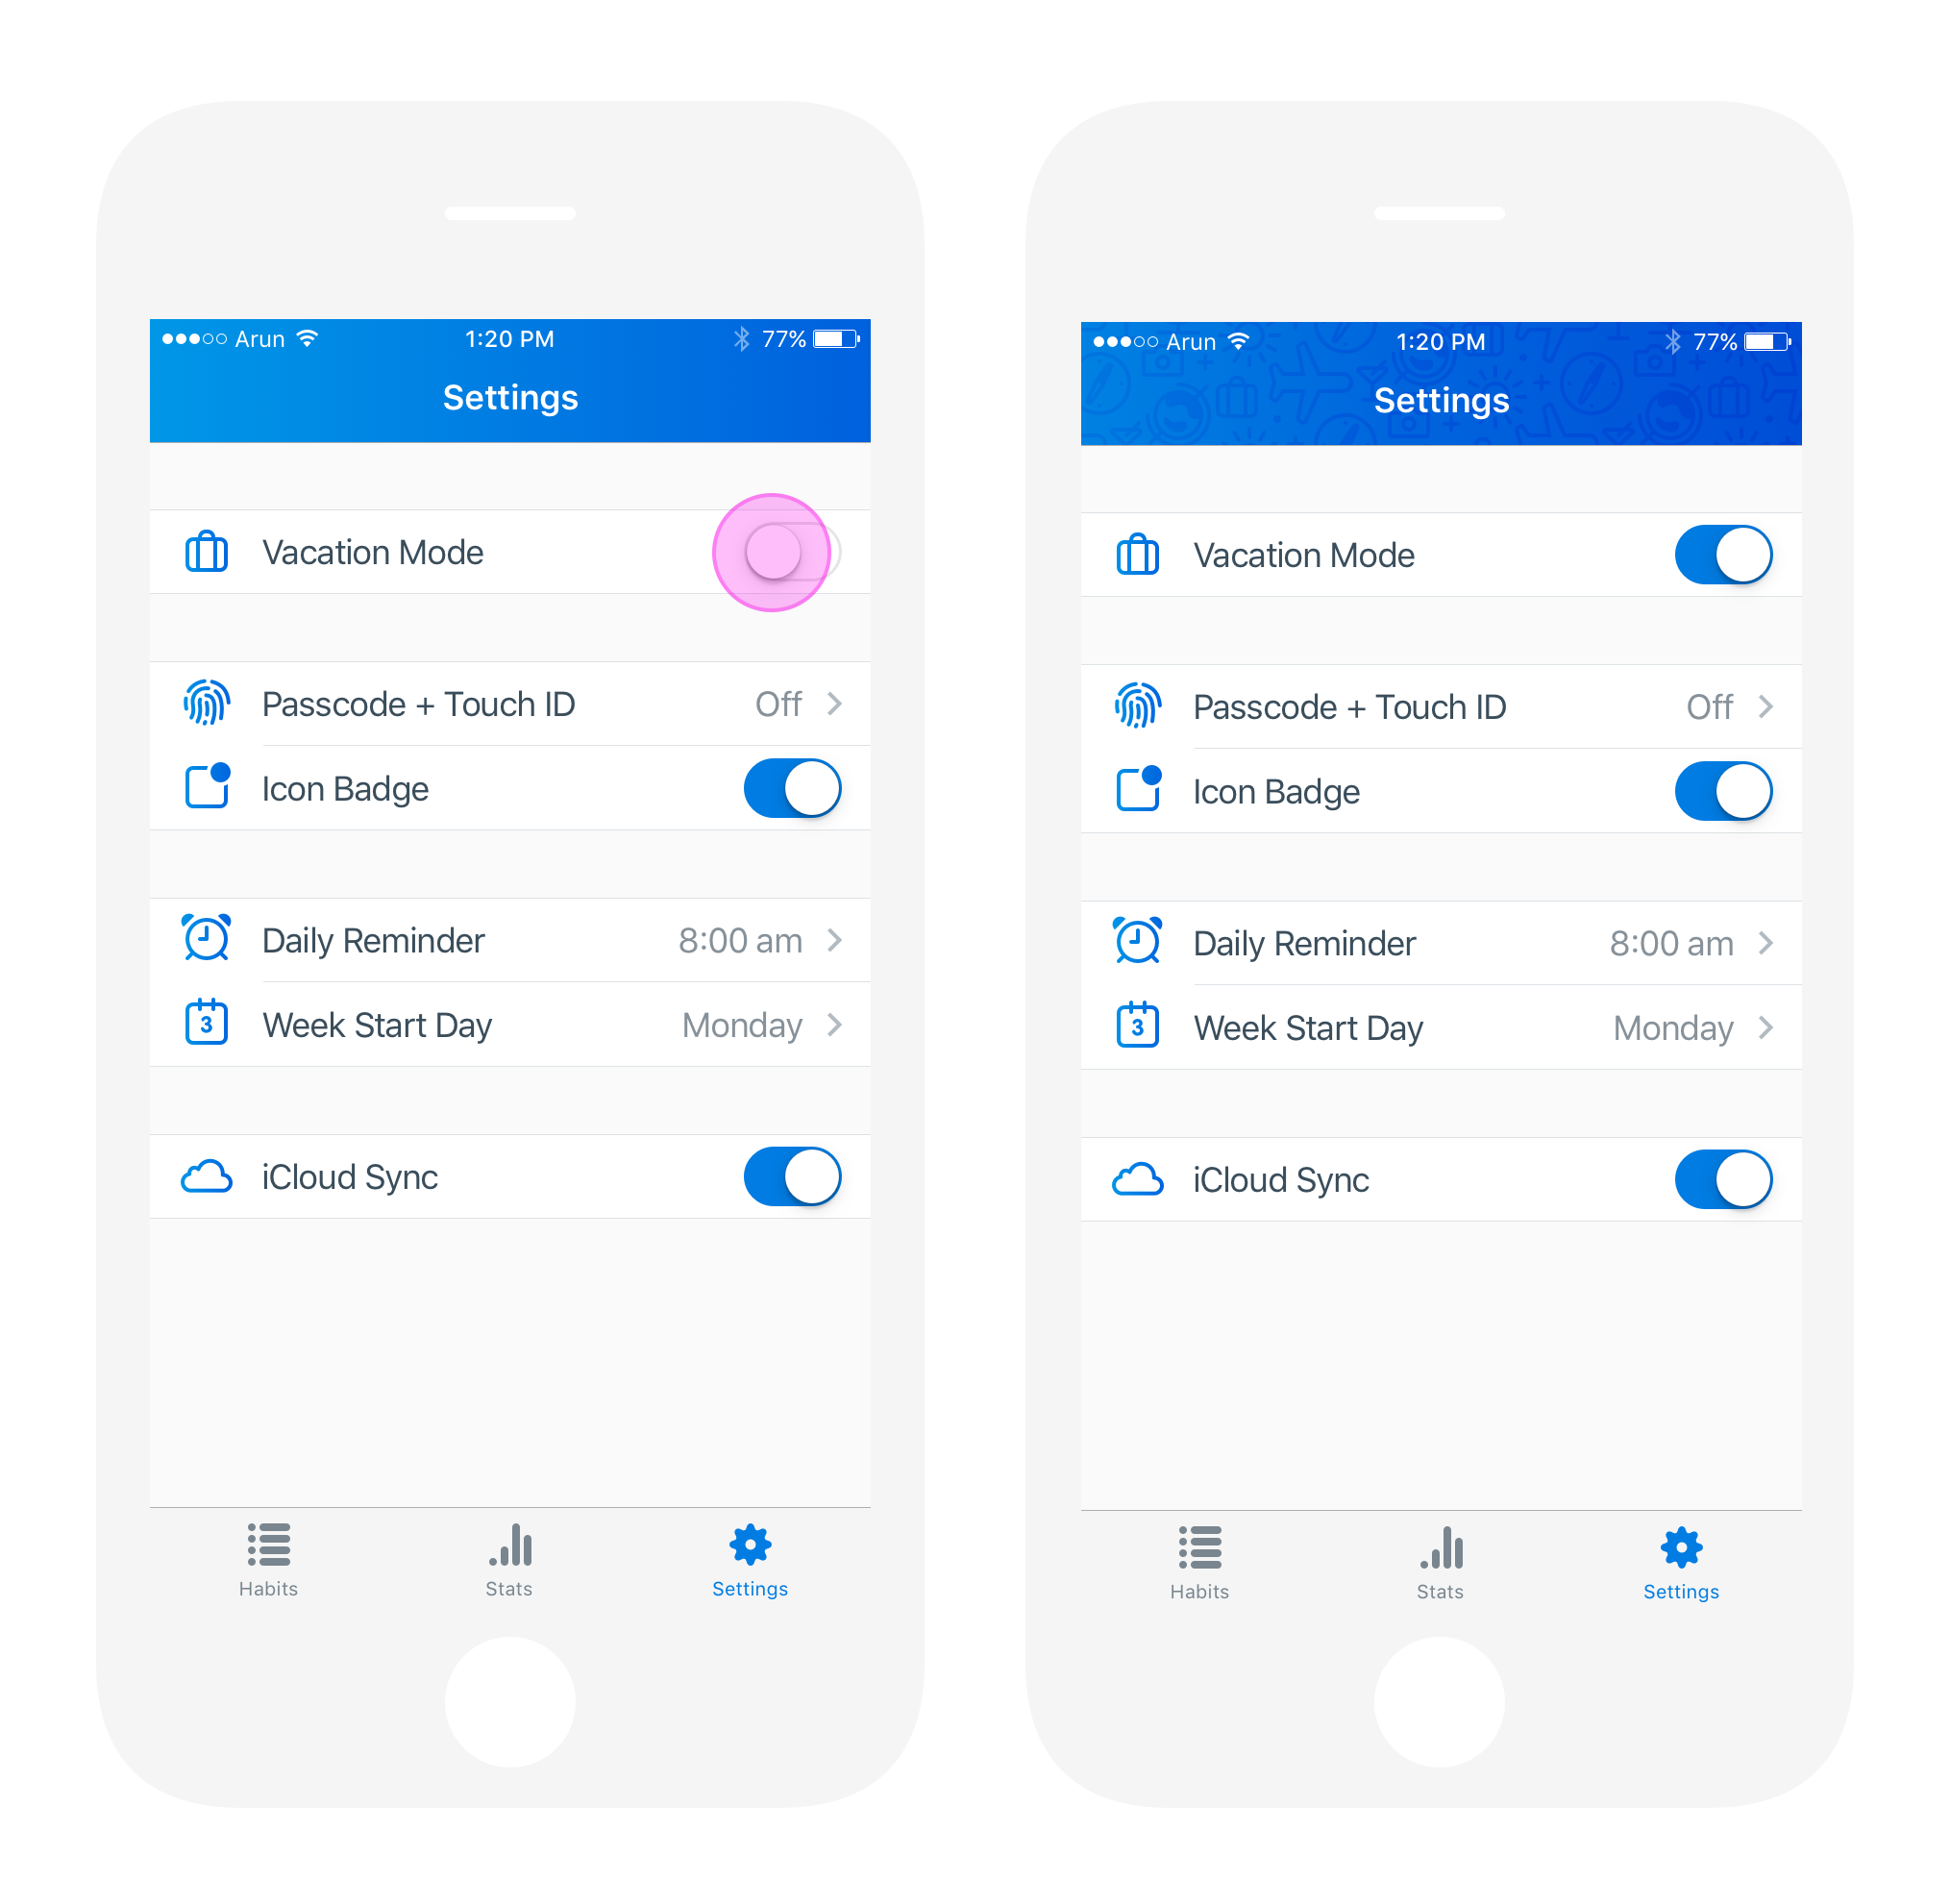 Arun 1:20 PM 77%
Settings
Vacation Mode
Passcode + Touch ID Off
Icon Badge
Daily Reminder 8:00 am
3 Week Start Day Monday
iCloud Sync
Habits Stats Settings
Arun 1:20 PM 77%
Settings
Vacation Mode
Passcode + Touch ID Off
Icon Badge
Daily Reminder 8:00 am
3 Week Start Day Monday
iCloud Sync
Habits Stats Settings